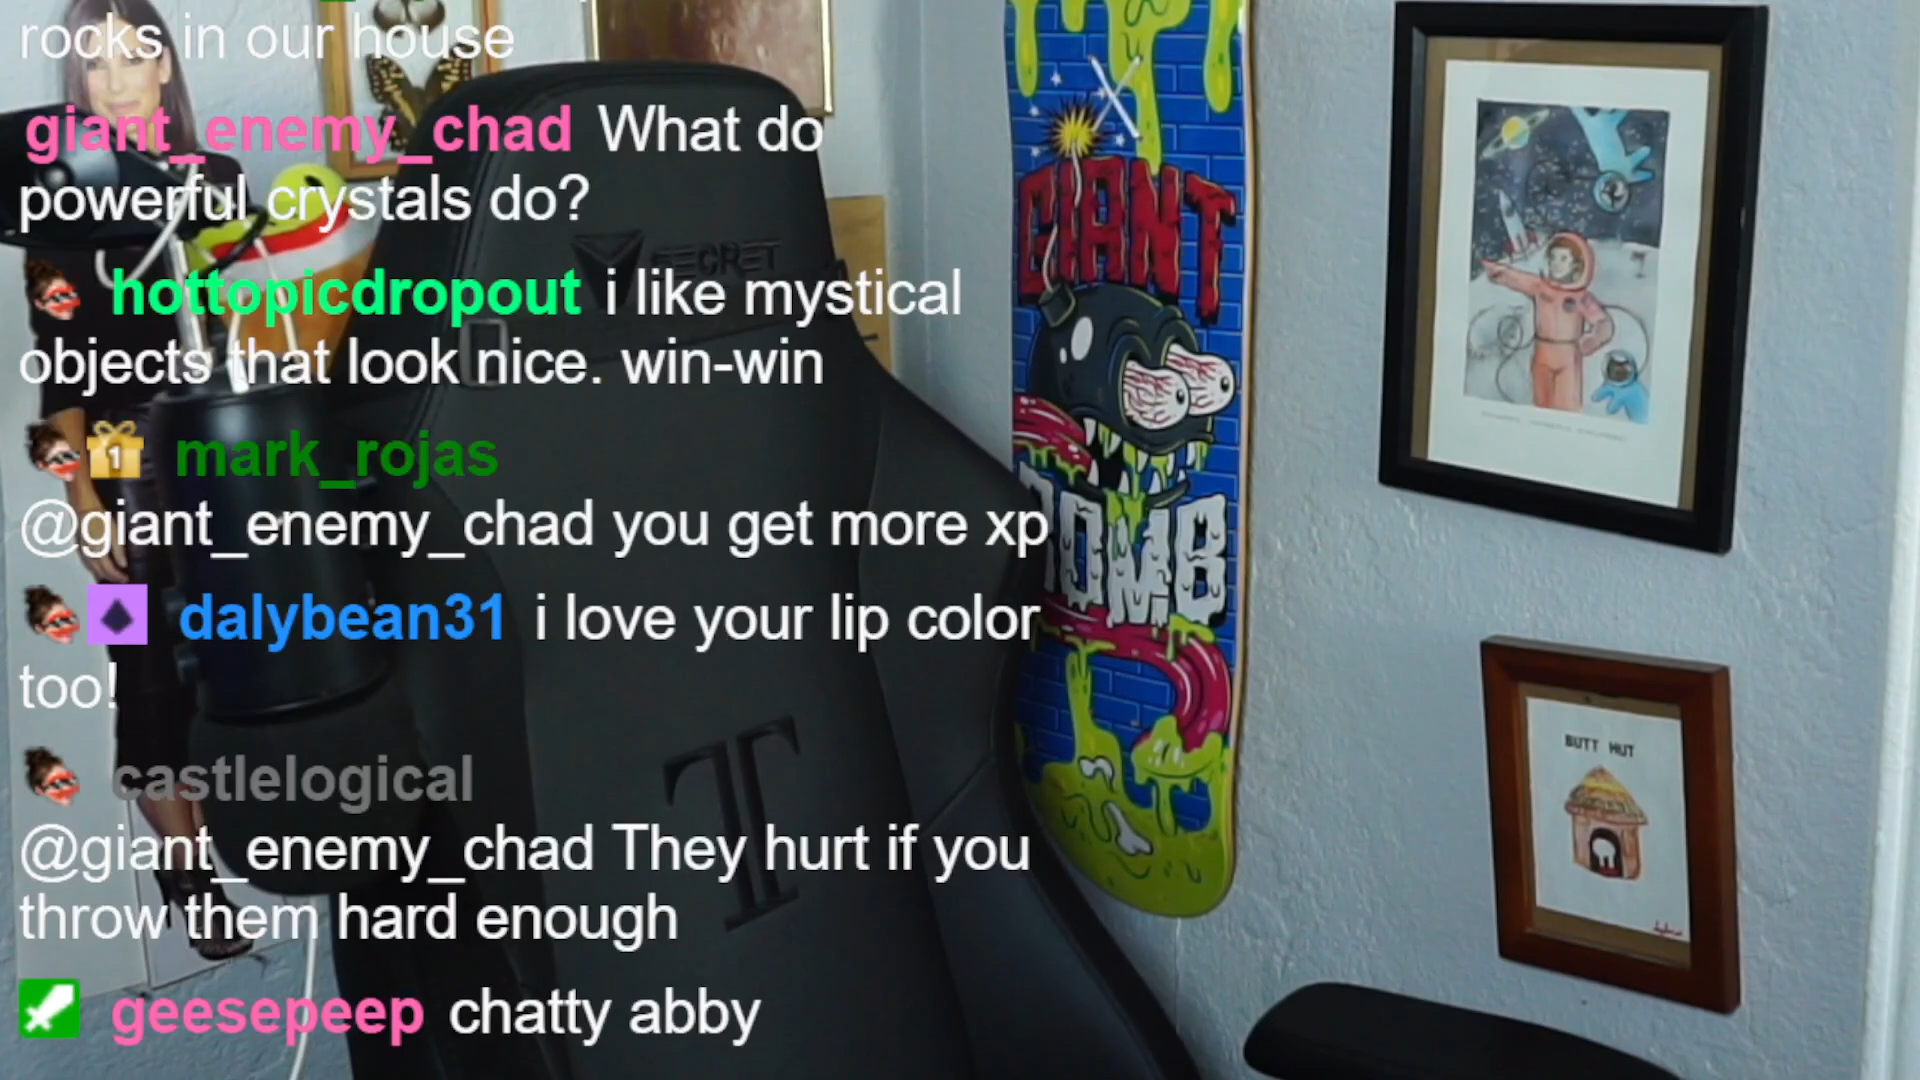 rocks in our house
giant_enemy_chad What do
powerful crystals do?
hottopicdropout i like mystical
objects that look nice. win-win
1 mark_rojas
@giant_enemy_chad you get more xp
dalybean31 i love your lip color
too!
castlelogical
@giant_enemy_chad They hurt if you
throw them hard enough
geesepeep chatty abby
SECRET
T
GIANT
BOMB
BUTT HUT